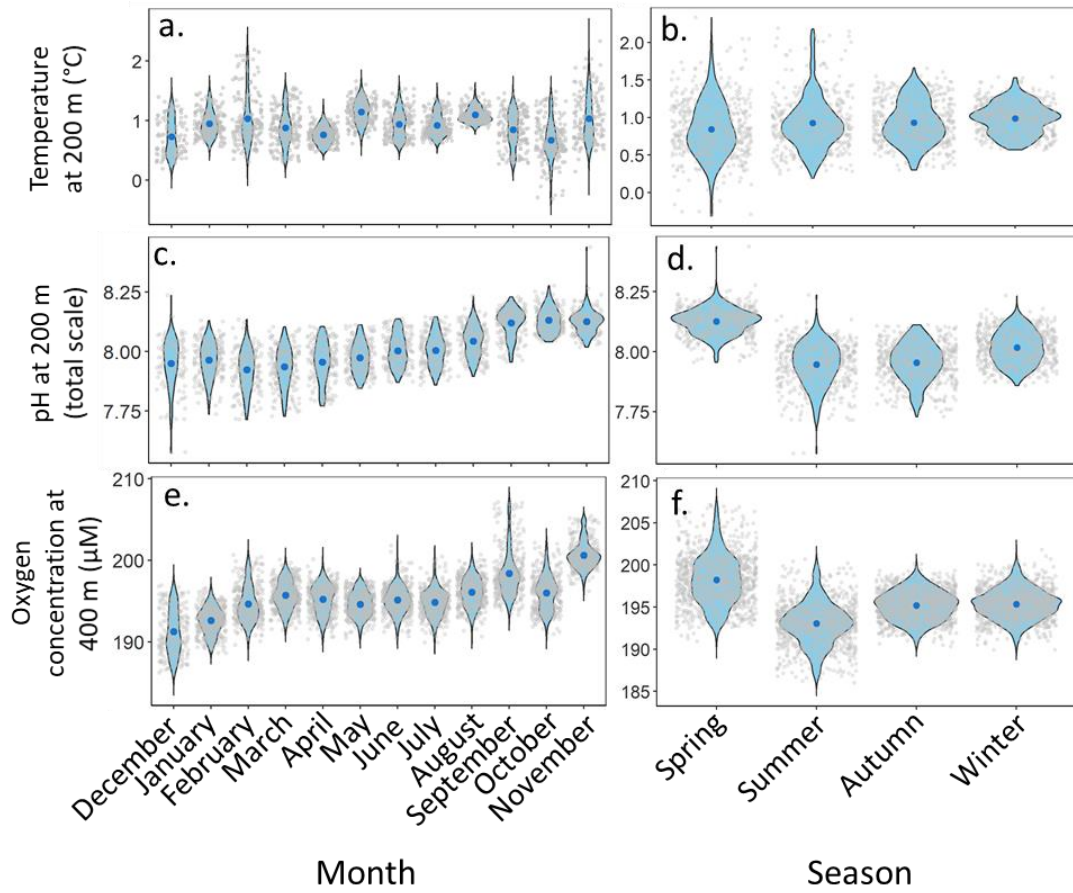 Temperature
at 200 m (°C)
a.
2
1
0
b.
2.0
1.5
1.0
0.5
0.0
pH at 200 m
(total scale)
c.
8.25
8.00
7.75
d.
8.25
8.00
7.75
Oxygen
concentration at
400 m (µM)
e.
210
200
190
f.
210
205
200
195
190
185
December
January
February
March
April
May
June
July
August
September
October
November
Spring
Summer
Autumn
Winter
Month
Season